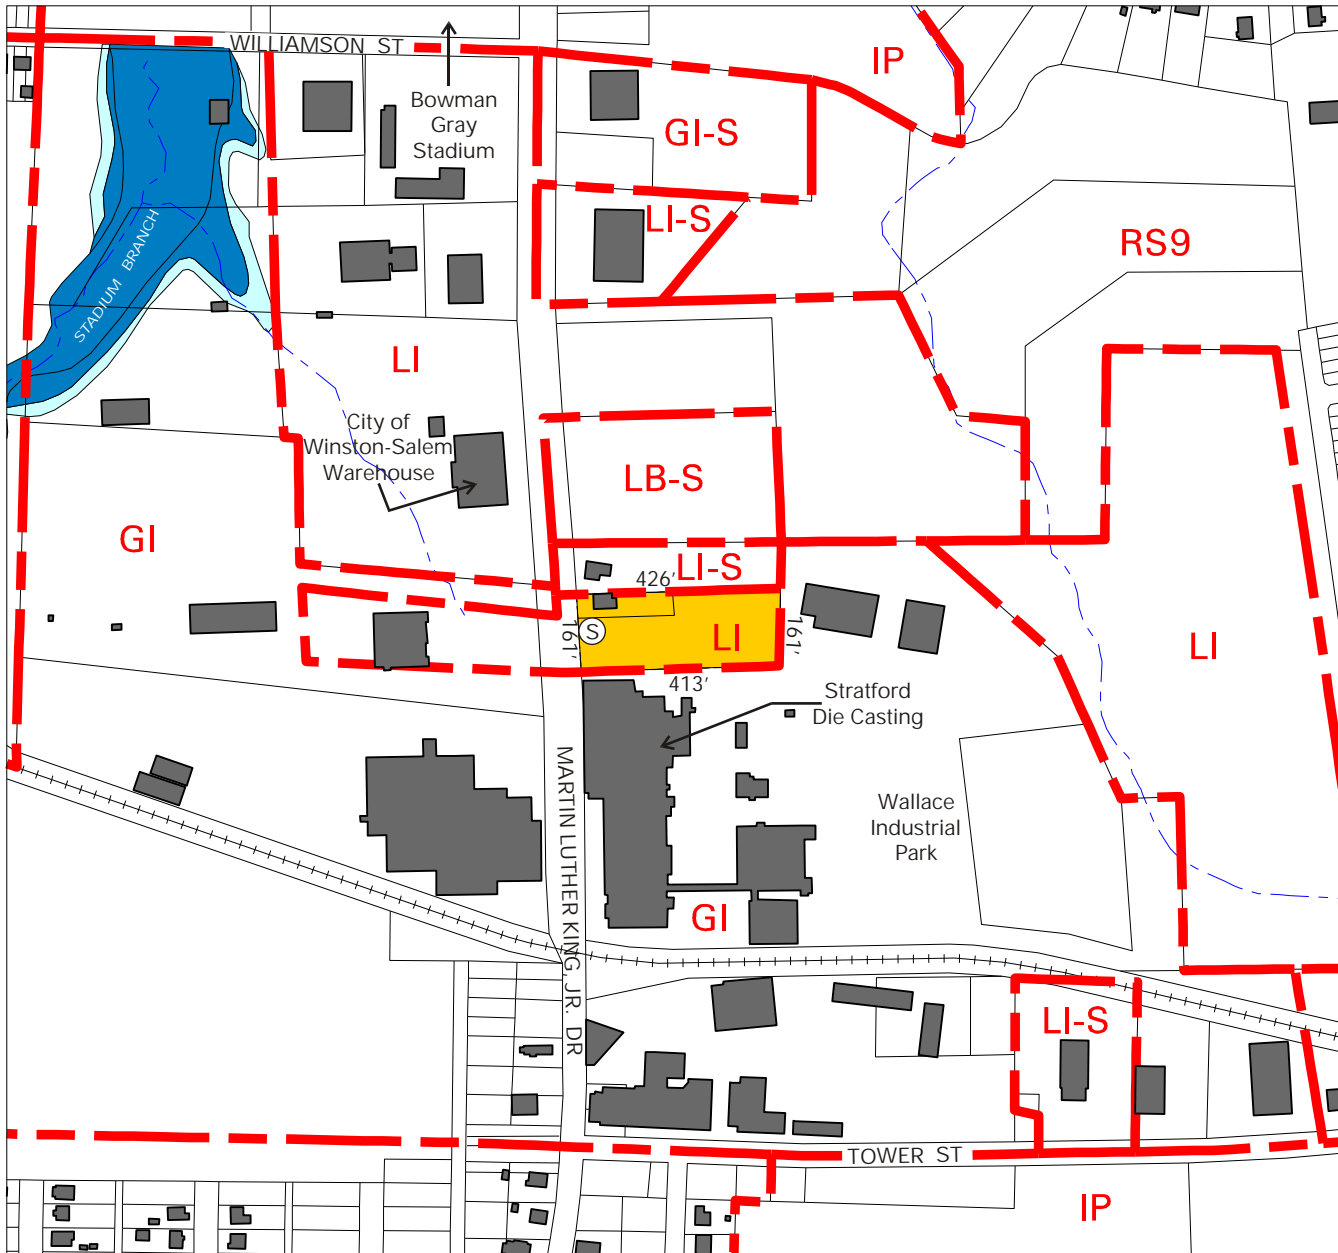 WILLIAMSON ST
IP
Bowman
Gray
Stadium
GI-S
LI-S
RS9
STADIUM BRANCH
LI
City of
Winston-Salem
Warehouse
LB-S
GI
LI-S
426'
161'
S
LI
161'
LI
413'
Stratford
Die Casting
MARTIN LUTHER KING, JR. DR
Wallace
Industrial
Park
GI
LI-S
TOWER ST
IP